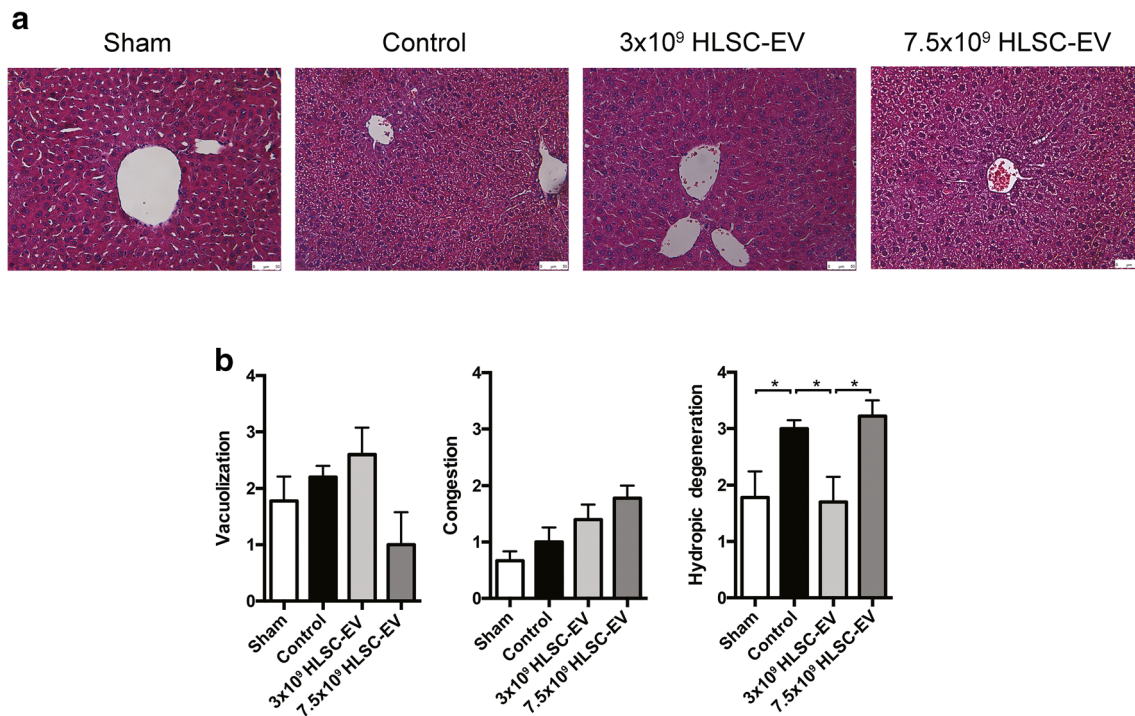 a
Sham
Control
3x10⁹ HLSC-EV
7.5x10⁹ HLSC-EV
b
Vacuolization
4
3
2
1
0
Sham
Control
3x10⁹ HLSC-EV
7.5x10⁹ HLSC-EV
Congestion
4
3
2
1
0
Sham
Control
3x10⁹ HLSC-EV
7.5x10⁹ HLSC-EV
Hydropic degeneration
4
3
2
1
0
* * *
Sham
Control
3x10⁹ HLSC-EV
7.5x10⁹ HLSC-EV